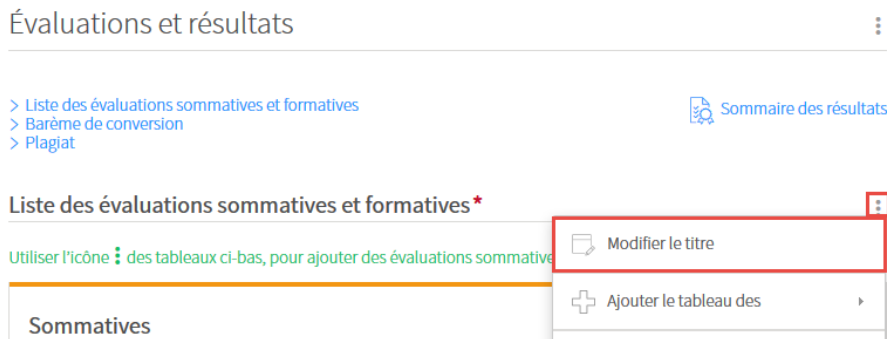 Évaluations et résultats
> Liste des évaluations sommatives et formatives
> Barème de conversion
> Plagiat
Sommaire des résultats
Liste des évaluations sommatives et formatives*
Modifier le titre
Utiliser l'icône ⋮ des tableaux ci-bas, pour ajouter des évaluations sommative
Ajouter le tableau des
Sommatives